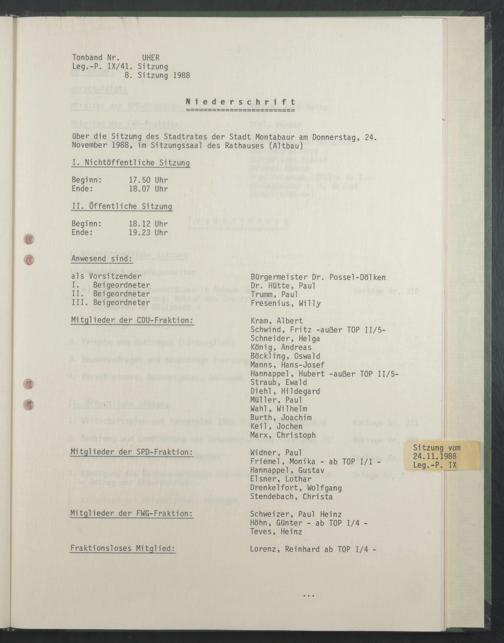 Tonband Nr. UHER
Leg.-P. IX/41. Sitzung
8. Sitzung 1988
Niederschrift
Über die Sitzung des Stadtrates der Stadt Montabaur am Donnerstag, 24.
November 1988, im Sitzungssaal des Rathauses (Altbau)
I. Nichtöffentliche Sitzung
Beginn: 17.50 Uhr
Ende: 18.07 Uhr
II. Öffentliche Sitzung
Beginn: 18.12 Uhr
Ende: 19.23 Uhr
Anwesend sind:
als Vorsitzender Bürgermeister Dr. Possel-Dölken
I. Beigeordneter Dr. Hütte, Paul
II. Beigeordneter Trumm, Paul
III. Beigeordneter Fresenius, Willy
Mitglieder der CDU-Fraktion: Kram, Albert
Schwind, Fritz -außer TOP II/5-
Schneider, Helga
König, Andreas
Böckling, Oswald
Manns, Hans-Josef
Hannappel, Hubert -außer TOP II/5-
Straub, Ewald
Diehl, Hildegard
Müller, Paul
Wahl, Wilhelm
Burth, Joachim
Keil, Jochen
Marx, Christoph
Mitglieder der SPD-Fraktion: Widner, Paul
Friemel, Monika - ab TOP I/1 -
Hannappel, Gustav
Elsner, Lothar
Drenkelfort, Wolfgang
Stendebach, Christa
Mitglieder der FWG-Fraktion: Schweizer, Paul Heinz
Höhn, Günter - ab TOP I/4 -
Teves, Heinz
Fraktionsloses Mitglied: Lorenz, Reinhard ab TOP I/4 -
...
Sitzung vom
24.11.1988
Leg.-P. IX